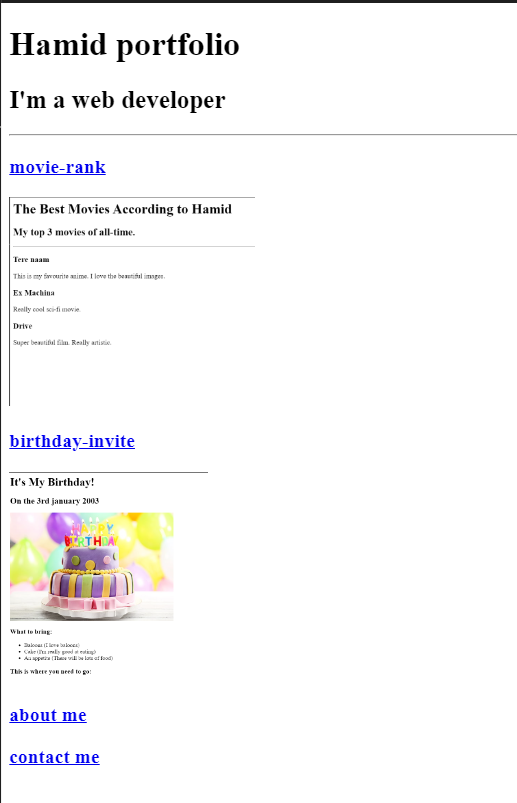 Hamid portfolio
I'm a web developer
movie-rank
The Best Movies According to Hamid
My top 3 movies of all-time.
Tere naam
This is my favourite anime. I love the beautiful images.
Ex Machina
Really cool sci-fi movie.
Drive
Super beautiful film. Really artistic.
birthday-invite
It's My Birthday!
On the 3rd january 2003
HAPPY
BIRTHDAY
What to bring:
Baloons (I love baloons)
Cake (I'm really good at eating)
An appetite (There will be lots of food)
This is where you need to go:
about me
contact me